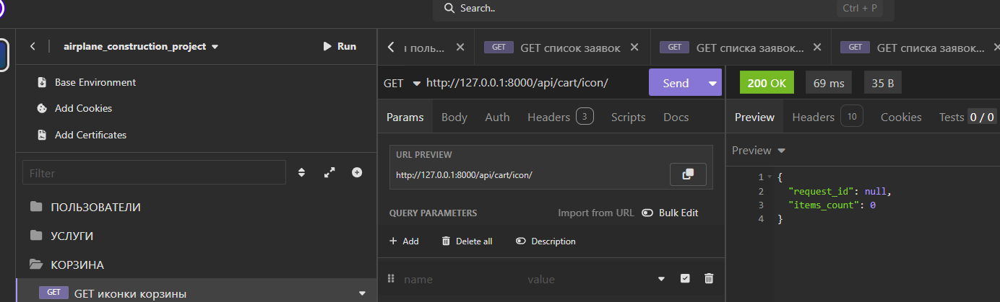 Search..
Ctrl + P
airplane_construction_project
Run
Base Environment
Add Cookies
Add Certificates
Filter
ПОЛЬЗОВАТЕЛИ
УСЛУГИ
КОРЗИНА
GET GET иконки корзины
поль...
GET GET список заявок
GET GET списка заявок...
GET GET списка заявок...
GET http://127.0.0.1:8000/api/cart/icon/ Send
Params Body Auth Headers 3 Scripts Docs
URL PREVIEW
http://127.0.0.1:8000/api/cart/icon/
QUERY PARAMETERS Import from URL Bulk Edit
Add Delete all Description
name value
200 OK 69 ms 35 B
Preview Headers 10 Cookies Tests 0 / 0
Preview
1 {
2 "request_id": null,
3 "items_count": 0
4 }